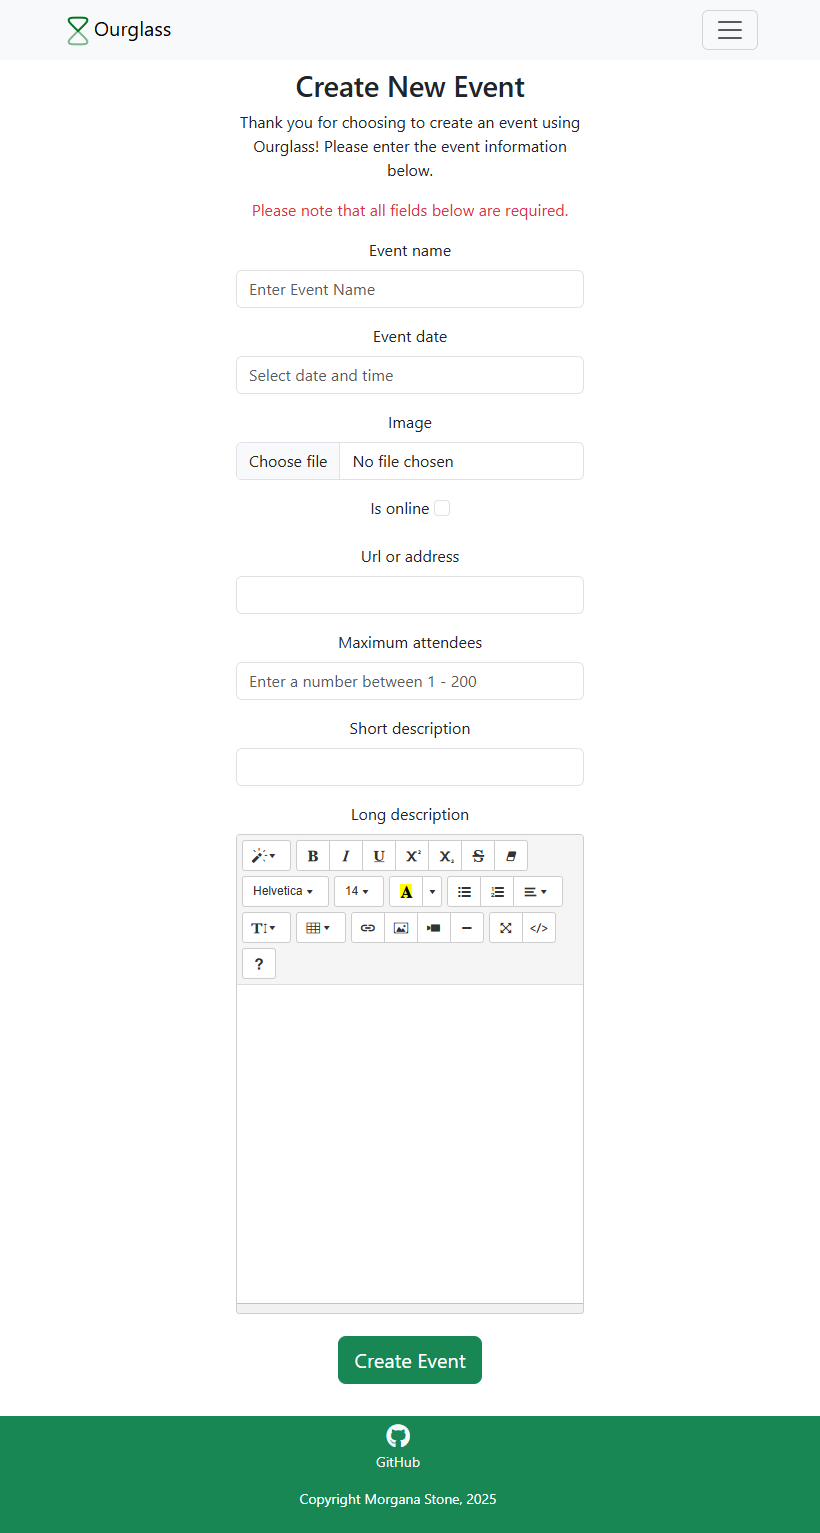 Ourglass
Create New Event
Thank you for choosing to create an event using
Ourglass! Please enter the event information
below.
Please note that all fields below are required.
Event name
Enter Event Name
Event date
Select date and time
Image
Choose file No file chosen
Is online
Url or address
Maximum attendees
Enter a number between 1 - 200
Short description
Long description
B I U X² X₂ S
Helvetica 14 A
T </>
?
Create Event
GitHub
Copyright Morgana Stone, 2025